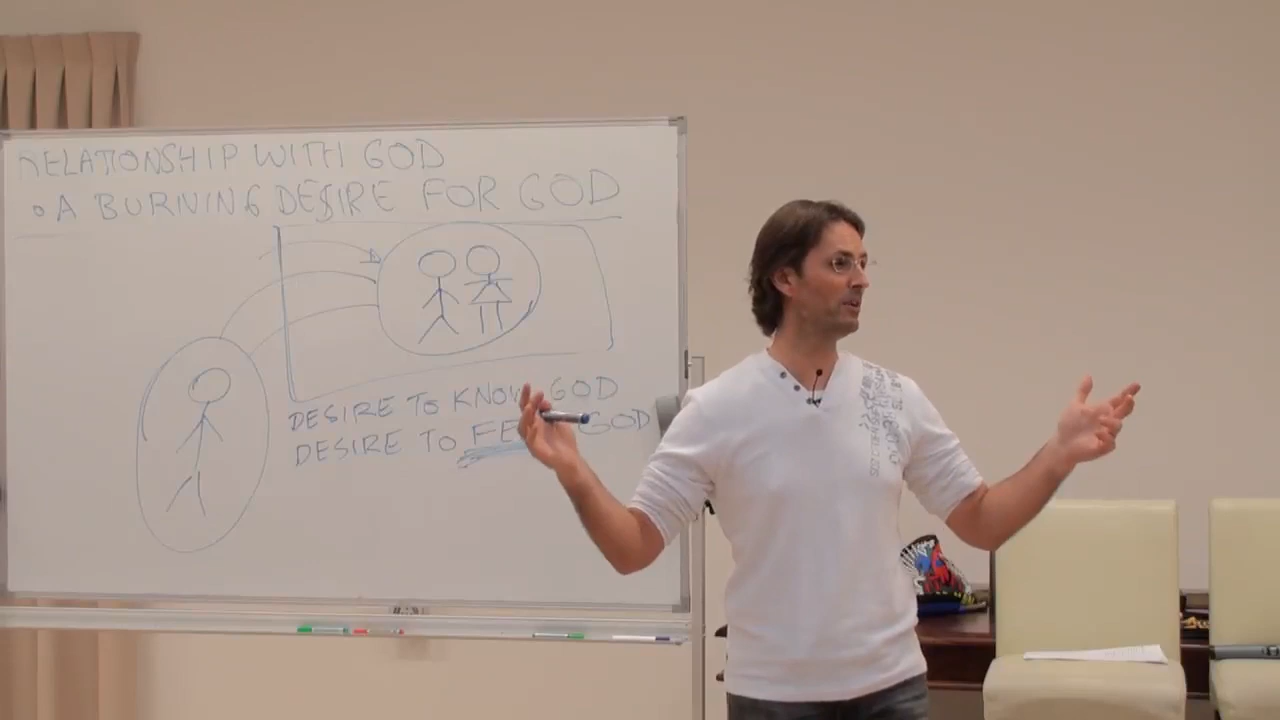 RELATIONSHIP WITH GOD
• A BURNING DESIRE FOR GOD
DESIRE TO KNOW GOD
DESIRE TO GOD